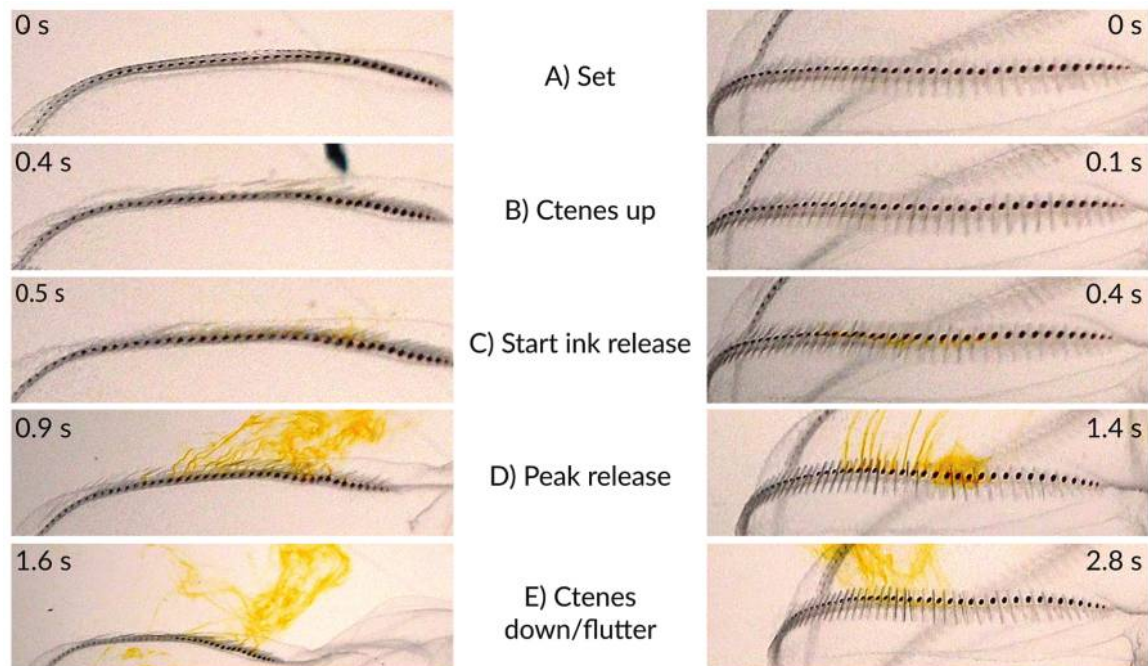 0 s
A) Set
0 s
0.4 s
B) Ctenes up
0.1 s
0.5 s
C) Start ink release
0.4 s
0.9 s
D) Peak release
1.4 s
1.6 s
E) Ctenes
down/flutter
2.8 s